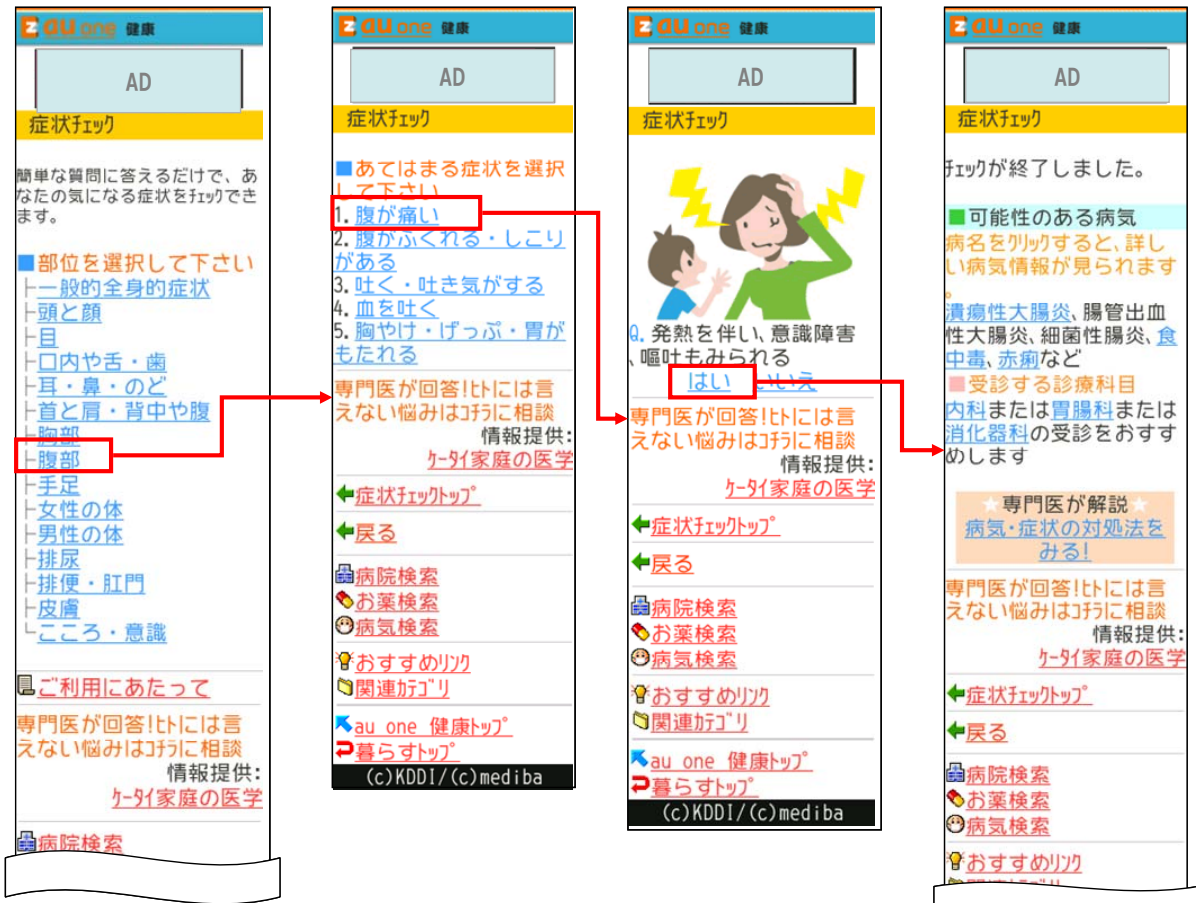 au one 健康
AD
症状ﾁｪｯｸ
簡単な質問に答えるだけで、あ
なたの気になる症状をﾁｪｯｸでき
ます。
■部位を選択して下さい
├一般的全身的症状
├頭と顔
├目
├口内や舌・歯
├耳・鼻・のど
├首と肩・背中や腰
├胸部
├腹部
├手足
├女性の体
├男性の体
├排尿
├排便・肛門
├皮膚
└こころ・意識
ご利用にあたって
専門医が回答!ﾋﾄには言
えない悩みはｺﾁﾗに相談
情報提供:
ｹｰﾀｲ家庭の医学
病院検索
au one 健康
AD
症状ﾁｪｯｸ
■あてはまる症状を選択
して下さい
1.腹が痛い
2.腹がふくれる・しこり
がある
3.吐く・吐き気がする
4.血を吐く
5.胸やけ・げっぷ・胃が
もたれる
専門医が回答!ﾋﾄには言
えない悩みはｺﾁﾗに相談
情報提供:
ｹｰﾀｲ家庭の医学
症状ﾁｪｯｸﾄｯﾌﾟ
戻る
病院検索
お薬検索
病気検索
おすすめﾘﾝｸ
関連ｶﾃｺﾞﾘ
au one 健康ﾄｯﾌﾟ
暮らすﾄｯﾌﾟ
(c)KDDI/(c)mediba
au one 健康
AD
症状ﾁｪｯｸ
Q.発熱を伴い、意識障害
、嘔吐もみられる
はい いいえ
専門医が回答!ﾋﾄには言
えない悩みはｺﾁﾗに相談
情報提供:
ｹｰﾀｲ家庭の医学
症状ﾁｪｯｸﾄｯﾌﾟ
戻る
病院検索
お薬検索
病気検索
おすすめﾘﾝｸ
関連ｶﾃｺﾞﾘ
au one 健康ﾄｯﾌﾟ
暮らすﾄｯﾌﾟ
(c)KDDI/(c)mediba
au one 健康
AD
症状ﾁｪｯｸ
ﾁｪｯｸが終了しました。
■可能性のある病気
病名をｸﾘｯｸすると、詳し
い病気情報が見られます
。
潰瘍性大腸炎､腸管出血
性大腸炎､細菌性腸炎､食
中毒､赤痢など
■受診する診療科目
内科または胃腸科または
消化器科の受診をおすす
めします
★専門医が解説★
病気・症状の対処法を
みる!
専門医が回答!ﾋﾄには言
えない悩みはｺﾁﾗに相談
情報提供:
ｹｰﾀｲ家庭の医学
症状ﾁｪｯｸﾄｯﾌﾟ
戻る
病院検索
お薬検索
病気検索
おすすめﾘﾝｸ